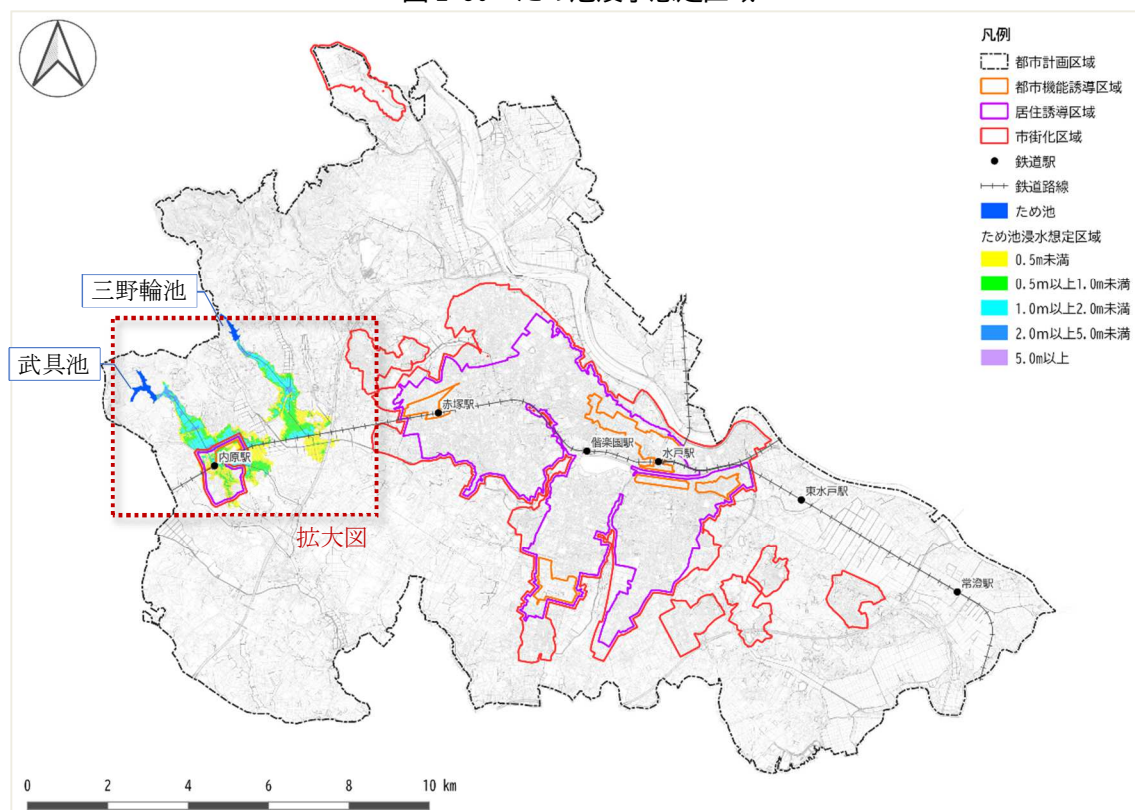 凡例
都市計画区域
都市機能誘導区域
居住誘導区域
市街化区域
鉄道駅
鉄道路線
ため池
ため池浸水想定区域
0.5m未満
0.5m以上1.0m未満
1.0m以上2.0m未満
2.0m以上5.0m未満
5.0m以上
三野輪池
武具池
内原駅
拡大図
赤塚駅
偕楽園駅
水戸駅
東水戸駅
常澄駅
0 2 4 6 8 10 km